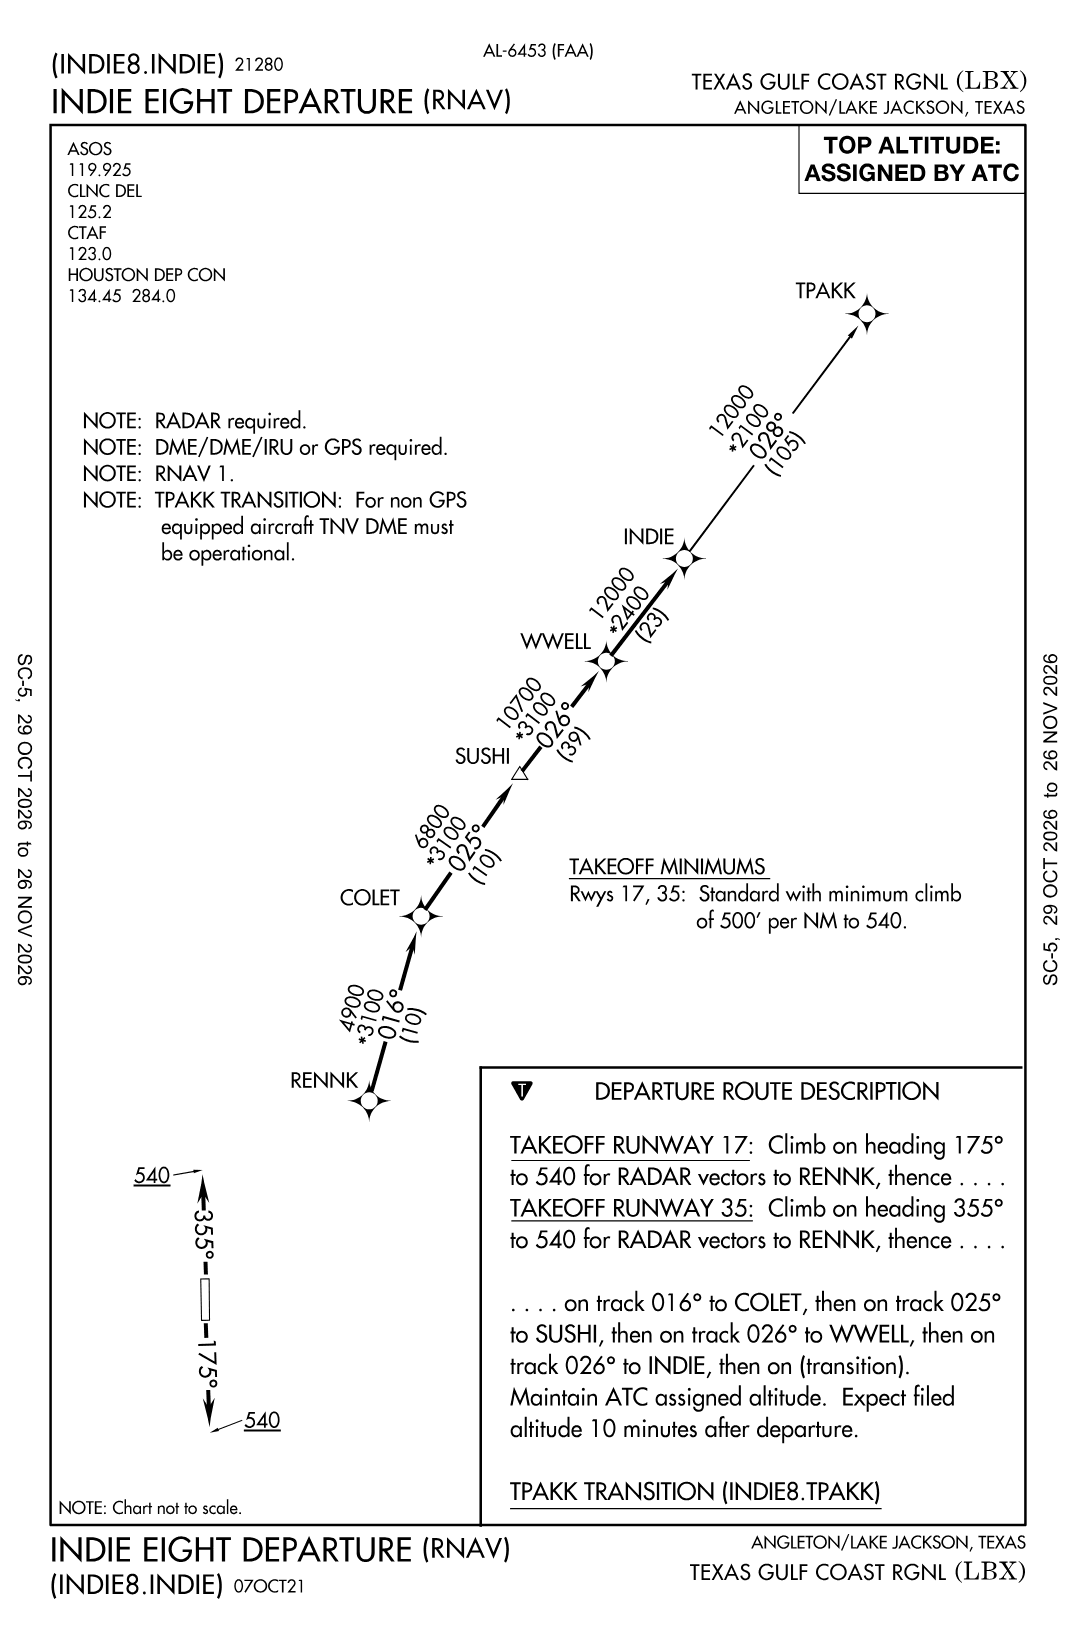 AL-6453 (FAA)
(INDIE8.INDIE) 21280
INDIE EIGHT DEPARTURE (RNAV)
TEXAS GULF COAST RGNL (LBX)
ANGLETON/LAKE JACKSON, TEXAS
TOP ALTITUDE:
ASSIGNED BY ATC
ASOS
119.925
CLNC DEL
125.2
CTAF
123.0
HOUSTON DEP CON
134.45 284.0
TPAKK
12000
*2100
028°
(105)
NOTE: RADAR required.
NOTE: DME/DME/IRU or GPS required.
NOTE: RNAV 1.
NOTE: TPAKK TRANSITION: For non GPS
equipped aircraft TNV DME must
be operational.
INDIE
12000
*2400
(23)
WWELL
10700
*3100
026°
(39)
SUSHI
6800
*3100
025°
(10)
COLET
4900
*3100
016°
(10)
RENNK
TAKEOFF MINIMUMS
Rwys 17, 35: Standard with minimum climb
of 500' per NM to 540.
SC-5, 29 OCT 2026 to 26 NOV 2026
SC-5, 29 OCT 2026 to 26 NOV 2026
540
355°
175°
540
NOTE: Chart not to scale.
T DEPARTURE ROUTE DESCRIPTION
TAKEOFF RUNWAY 17: Climb on heading 175°
to 540 for RADAR vectors to RENNK, thence . . . .
TAKEOFF RUNWAY 35: Climb on heading 355°
to 540 for RADAR vectors to RENNK, thence . . . .
. . . . on track 016° to COLET, then on track 025°
to SUSHI, then on track 026° to WWELL, then on
track 026° to INDIE, then on (transition).
Maintain ATC assigned altitude. Expect filed
altitude 10 minutes after departure.
TPAKK TRANSITION (INDIE8.TPAKK)
INDIE EIGHT DEPARTURE (RNAV)
(INDIE8.INDIE) 07OCT21
ANGLETON/LAKE JACKSON, TEXAS
TEXAS GULF COAST RGNL (LBX)